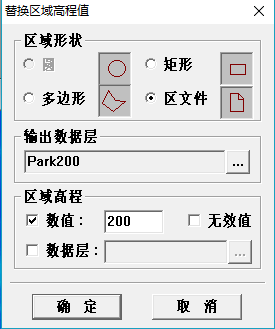 替换区域高程值
区域形状
矩形
多边形 区文件
输出数据层
Park200 ...
区域高程
数值： 200 无效值
数据层： ...
确 定 取 消